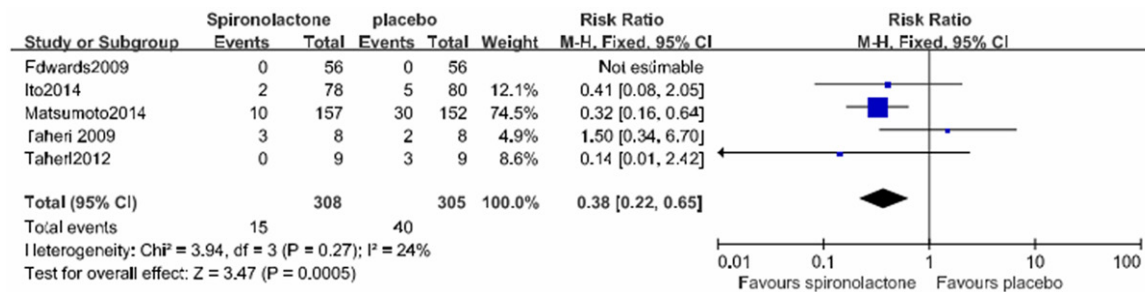 Spironolactone placebo Risk Ratio Risk Ratio
Study or Subgroup Events Total Events Total Weight M-H, Fixed, 95% CI M-H, Fixed, 95% CI
Fdwards2009 0 56 0 56 Not estimable
Ito2014 2 78 5 80 12.1% 0.41 [0.08, 2.05]
Matsumoto2014 10 157 30 152 74.5% 0.32 [0.16, 0.64]
Taheri 2009 3 8 2 8 4.9% 1.50 [0.34, 6.70]
Taherl2012 0 9 3 9 8.6% 0.14 [0.01, 2.42]
Total (95% CI) 308 305 100.0% 0.38 [0.22, 0.65]
Total events 15 40
Heterogeneity: Chi² = 3.94, df = 3 (P = 0.27); I² = 24%
Test for overall effect: Z = 3.47 (P = 0.0005)
0.01 0.1 1 10 100
Favours spironolactone Favours placebo